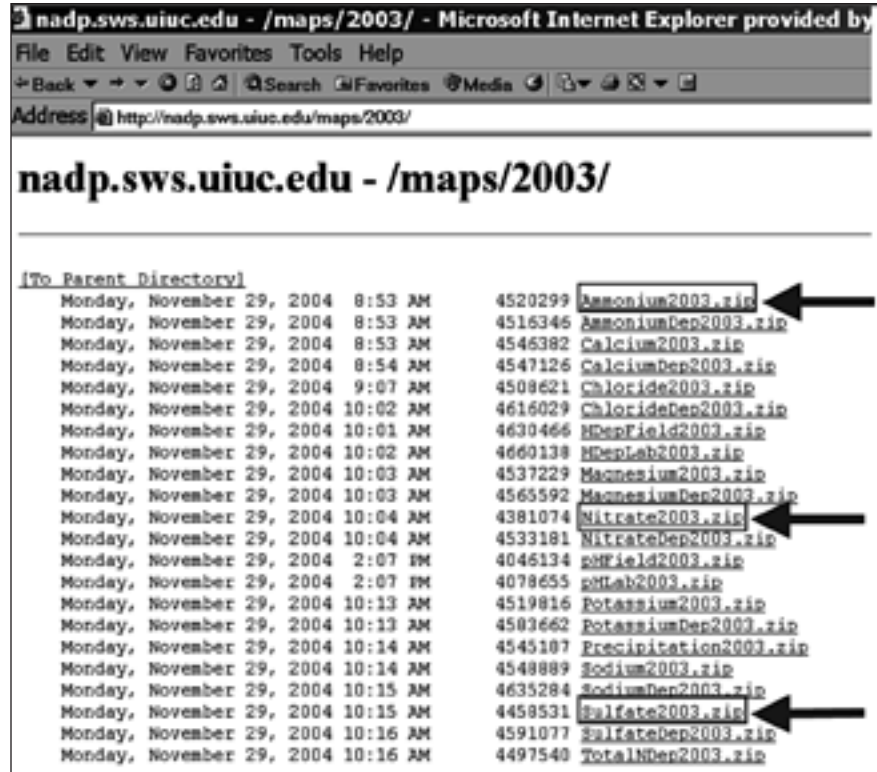 nadp.sws.uiuc.edu - /maps/2003/ - Microsoft Internet Explorer provided by
File Edit View Favorites Tools Help
Back Search Favorites Media
Address http://nadp.sws.uiuc.edu/maps/2003/
nadp.sws.uiuc.edu - /maps/2003/
[To Parent Directory]
Monday, November 29, 2004 8:53 AM 4520299 Ammonium2003.zip
Monday, November 29, 2004 8:53 AM 4516346 AmmoniumDep2003.zip
Monday, November 29, 2004 8:53 AM 4546382 Calcium2003.zip
Monday, November 29, 2004 8:54 AM 4547126 CalciumDep2003.zip
Monday, November 29, 2004 9:07 AM 4508621 Chloride2003.zip
Monday, November 29, 2004 10:02 AM 4616029 ChlorideDep2003.zip
Monday, November 29, 2004 10:01 AM 4630466 HDepField2003.zip
Monday, November 29, 2004 10:02 AM 4660138 HDepLab2003.zip
Monday, November 29, 2004 10:03 AM 4537229 Magnesium2003.zip
Monday, November 29, 2004 10:03 AM 4565592 MagnesiumDep2003.zip
Monday, November 29, 2004 10:04 AM 4381074 Nitrate2003.zip
Monday, November 29, 2004 10:04 AM 4533181 NitrateDep2003.zip
Monday, November 29, 2004 2:07 PM 4046134 pHField2003.zip
Monday, November 29, 2004 2:07 PM 4078655 pHLab2003.zip
Monday, November 29, 2004 10:13 AM 4519816 Potassium2003.zip
Monday, November 29, 2004 10:13 AM 4583662 PotassiumDep2003.zip
Monday, November 29, 2004 10:14 AM 4545187 Precipitation2003.zip
Monday, November 29, 2004 10:14 AM 4548889 Sodium2003.zip
Monday, November 29, 2004 10:15 AM 4635284 SodiumDep2003.zip
Monday, November 29, 2004 10:15 AM 4458531 Sulfate2003.zip
Monday, November 29, 2004 10:16 AM 4591077 SulfateDep2003.zip
Monday, November 29, 2004 10:16 AM 4497540 TotalNDep2003.zip